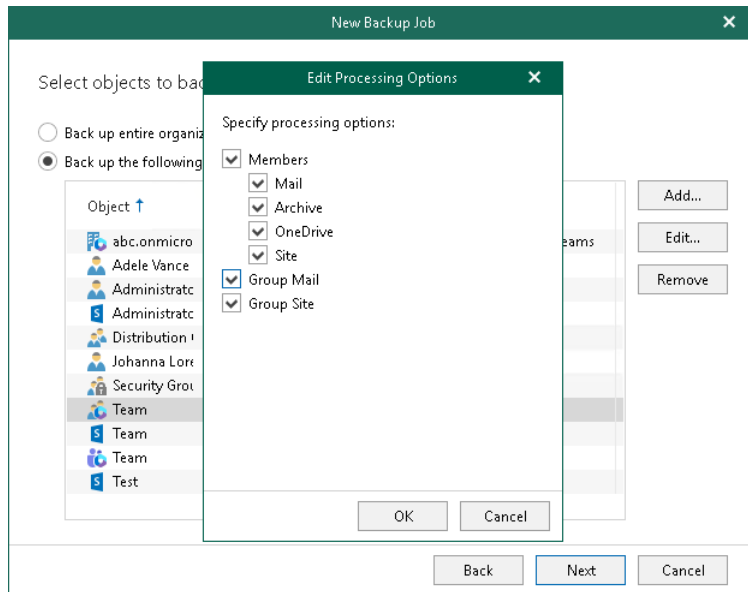 New Backup Job
Select objects to bac
Back up entire organiz
Back up the following
Object
abc.onmicro
eams
Adele Vance
Administratc
Administratc
Distribution
Johanna Lore
Security Grou
Team
Team
Team
Test
Add...
Edit...
Remove
Edit Processing Options
Specify processing options:
Members
Mail
Archive
OneDrive
Site
Group Mail
Group Site
OK
Cancel
Back
Next
Cancel